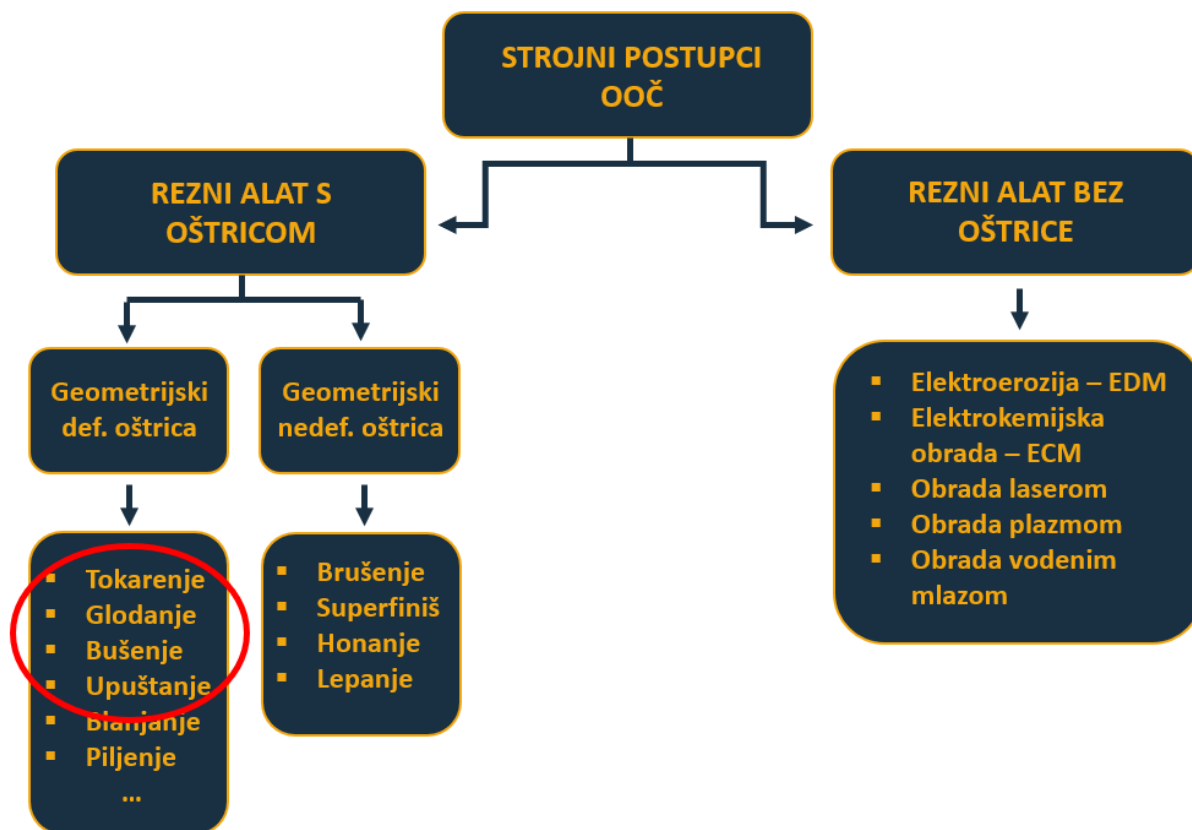 STROJNI POSTUPCI
OOČ
REZNI ALAT S
OŠTRICOM
REZNI ALAT BEZ
OŠTRICE
Geometrijski
def. oštrica
Geometrijski
nedef. oštrica
▪ Tokarenje
▪ Glodanje
▪ Bušenje
▪ Upuštanje
▪ Blanjanje
▪ Piljenje
...
▪ Brušenje
▪ Superfiniš
▪ Honanje
▪ Lepanje
▪ Elektroerozija – EDM
▪ Elektrokemijska
obrada – ECM
▪ Obrada laserom
▪ Obrada plazmom
▪ Obrada vodenim
mlazom